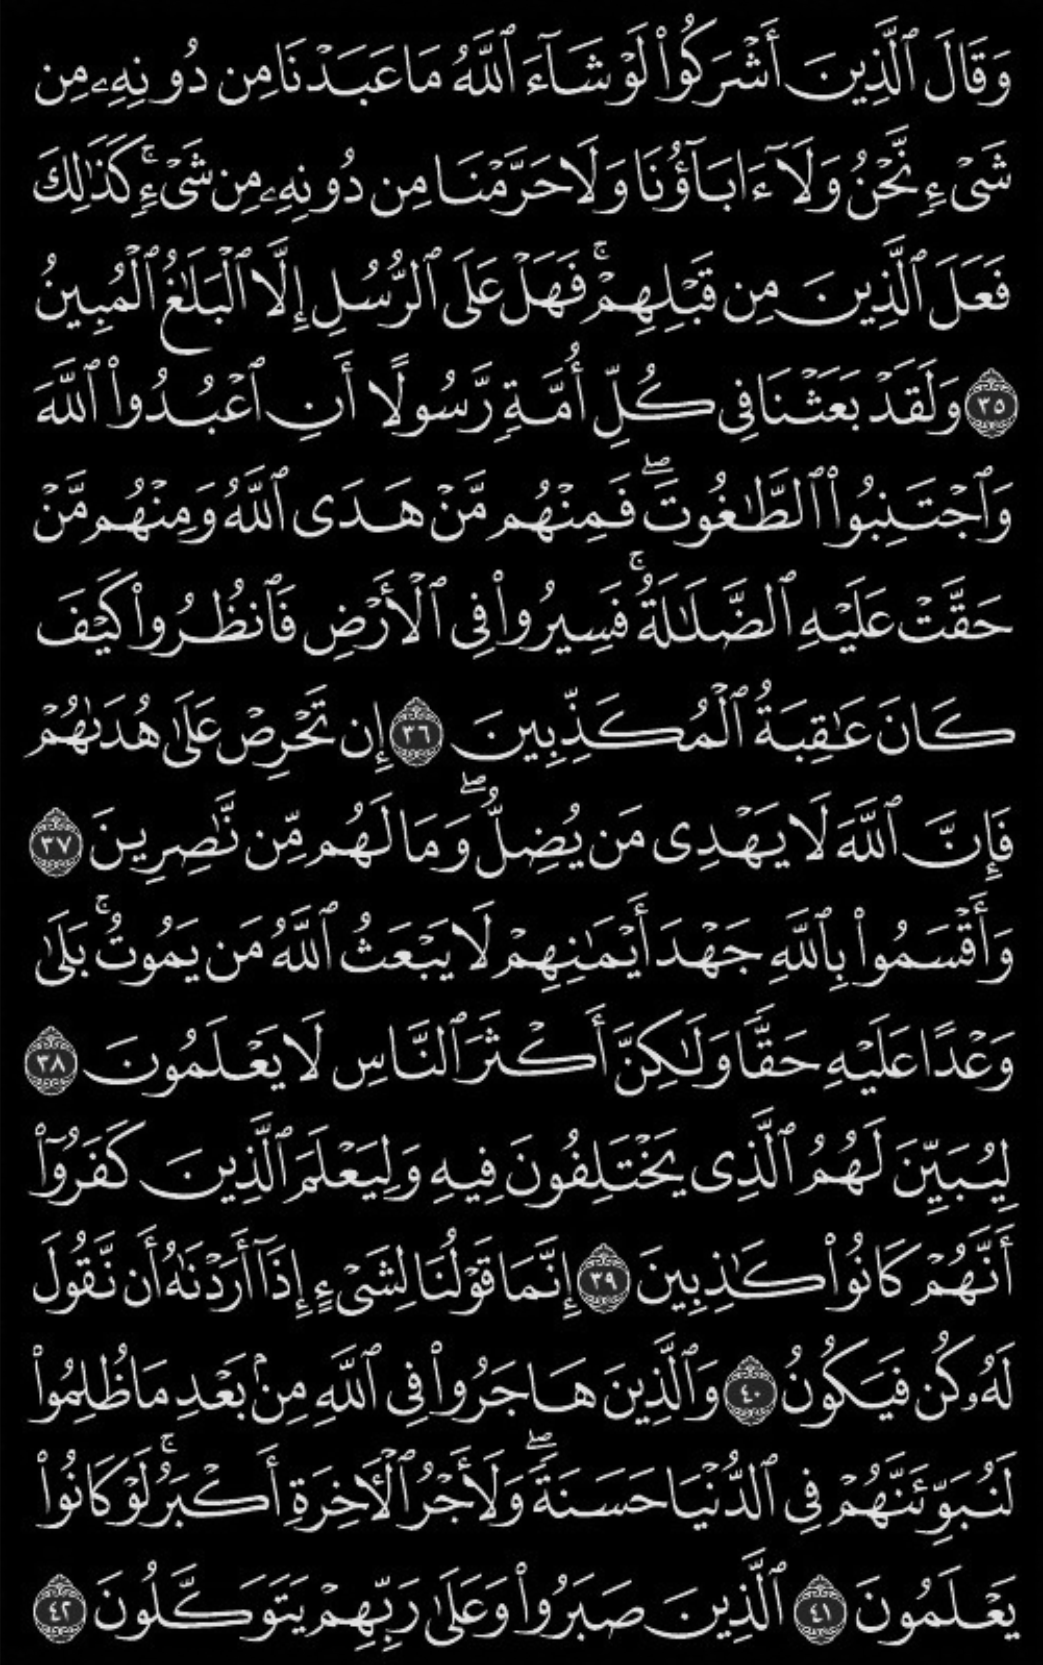 وَقَالَ ٱلَّذِينَ أَشْرَكُوا۟ لَوْ شَآءَ ٱللَّهُ مَا عَبَدْنَا مِن دُونِهِۦ مِن
شَىْءٍ نَّحْنُ وَلَآ ءَابَآؤُنَا وَلَا حَرَّمْنَا مِن دُونِهِۦ مِن شَىْءٍ ۚ كَذَٰلِكَ
فَعَلَ ٱلَّذِينَ مِن قَبْلِهِمْ ۚ فَهَلْ عَلَى ٱلرُّسُلِ إِلَّا ٱلْبَلَٰغُ ٱلْمُبِينُ
٣٥ وَلَقَدْ بَعَثْنَا فِى كُلِّ أُمَّةٍ رَّسُولًا أَنِ ٱعْبُدُوا۟ ٱللَّهَ
وَٱجْتَنِبُوا۟ ٱلطَّٰغُوتَ ۖ فَمِنْهُم مَّنْ هَدَى ٱللَّهُ وَمِنْهُم مَّنْ
حَقَّتْ عَلَيْهِ ٱلضَّلَٰلَةُ ۚ فَسِيرُوا۟ فِى ٱلْأَرْضِ فَٱنظُرُوا۟ كَيْفَ
كَانَ عَٰقِبَةُ ٱلْمُكَذِّبِينَ ٣٦ إِن تَحْرِصْ عَلَىٰ هُدَىٰهُمْ
فَإِنَّ ٱللَّهَ لَا يَهْدِى مَن يُضِلُّ ۖ وَمَا لَهُم مِّن نَّٰصِرِينَ ٣٧
وَأَقْسَمُوا۟ بِٱللَّهِ جَهْدَ أَيْمَٰنِهِمْ لَا يَبْعَثُ ٱللَّهُ مَن يَمُوتُ ۚ بَلَىٰ
وَعْدًا عَلَيْهِ حَقًّا وَلَٰكِنَّ أَكْثَرَ ٱلنَّاسِ لَا يَعْلَمُونَ ٣٨
لِيُبَيِّنَ لَهُمُ ٱلَّذِى يَخْتَلِفُونَ فِيهِ وَلِيَعْلَمَ ٱلَّذِينَ كَفَرُوٓا۟
أَنَّهُمْ كَانُوا۟ كَٰذِبِينَ ٣٩ إِنَّمَا قَوْلُنَا لِشَىْءٍ إِذَآ أَرَدْنَٰهُ أَن نَّقُولَ
لَهُۥ كُن فَيَكُونُ ٤٠ وَٱلَّذِينَ هَاجَرُوا۟ فِى ٱللَّهِ مِنۢ بَعْدِ مَا ظُلِمُوا۟
لَنُبَوِّئَنَّهُمْ فِى ٱلدُّنْيَا حَسَنَةً ۖ وَلَأَجْرُ ٱلْءَاخِرَةِ أَكْبَرُ ۚ لَوْ كَانُوا۟
يَعْلَمُونَ ٤١ ٱلَّذِينَ صَبَرُوا۟ وَعَلَىٰ رَبِّهِمْ يَتَوَكَّلُونَ ٤٢